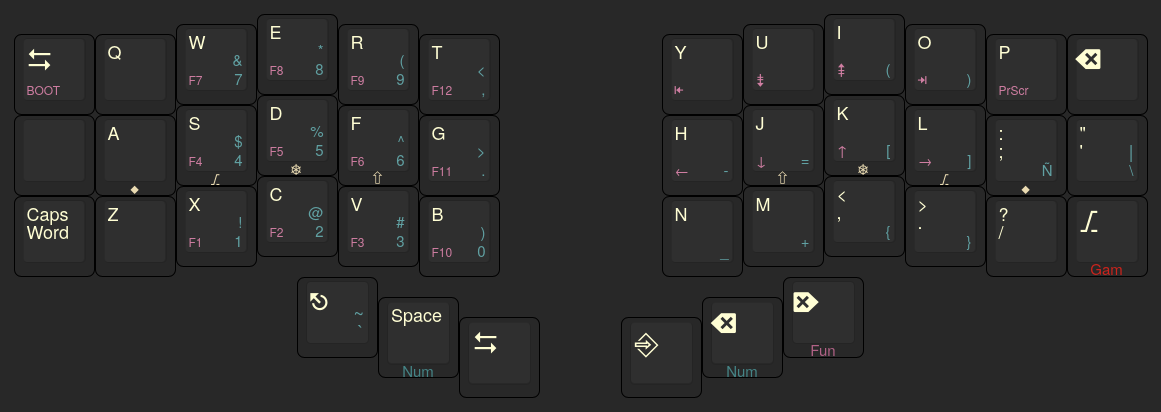 E
*
F8
8
I
(
W
&
F7
7
R
(
F9
9
U
O
)
Q
T
<
F12
,
Y
P
PrScr
BOOT
D
%
F5
5
K
↑
[
S
$
F4
4
F
^
F6
6
J
↓
=
L
→
]
A
G
>
F11
.
H
←
-
:
;
Ñ
"
'
|
\
C
@
F2
2
<
,
{
X
!
F1
1
V
#
F3
3
M
+
>
.
}
Caps
Word
Z
B
)
F10
0
N
_
?
/
Gam
~
`
Space
Num
Num
Fun